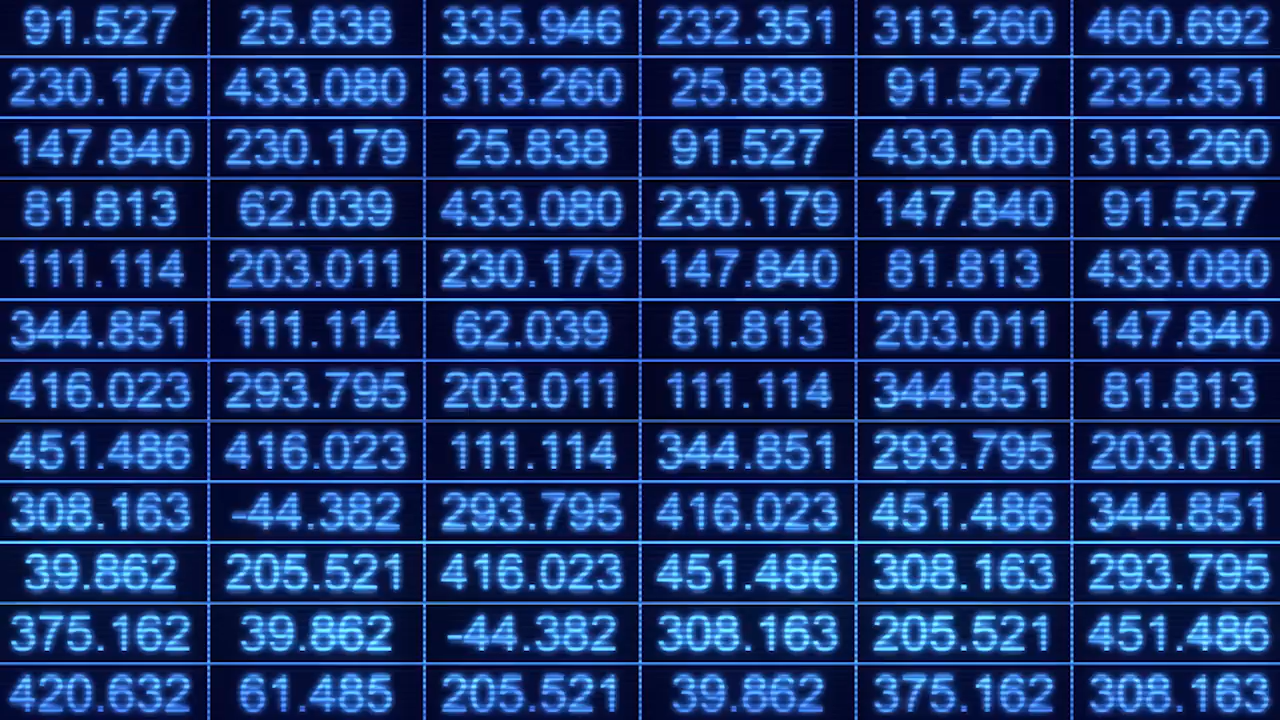 91.527 25.838 335.946 232.351 313.260 460.692
230.179 433.080 313.260 25.838 91.527 232.351
147.840 230.179 25.838 91.527 433.080 313.260
81.813 62.039 433.080 230.179 147.840 91.527
111.114 203.011 230.179 147.840 81.813 433.080
344.851 111.114 62.039 81.813 203.011 147.840
416.023 293.795 203.011 111.114 344.851 81.813
451.486 416.023 111.114 344.851 293.795 203.011
308.163 -44.382 293.795 416.023 451.486 344.851
39.862 205.521 416.023 451.486 308.163 293.795
375.162 39.862 -44.382 308.163 205.521 451.486
420.632 61.485 205.521 39.862 375.162 308.163